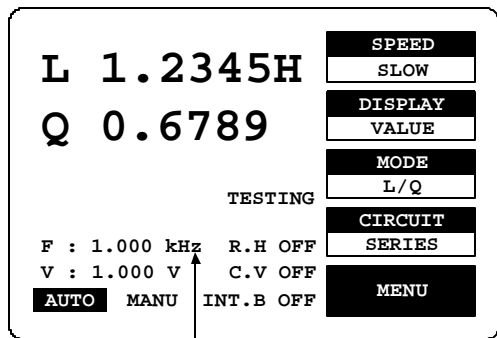 L 1.2345H
Q 0.6789
TESTING
F : 1.000 kHz R.H OFF
V : 1.000 V C.V OFF
AUTO MANU INT.B OFF
SPEED
SLOW
DISPLAY
VALUE
MODE
L/Q
CIRCUIT
SERIES
MENU